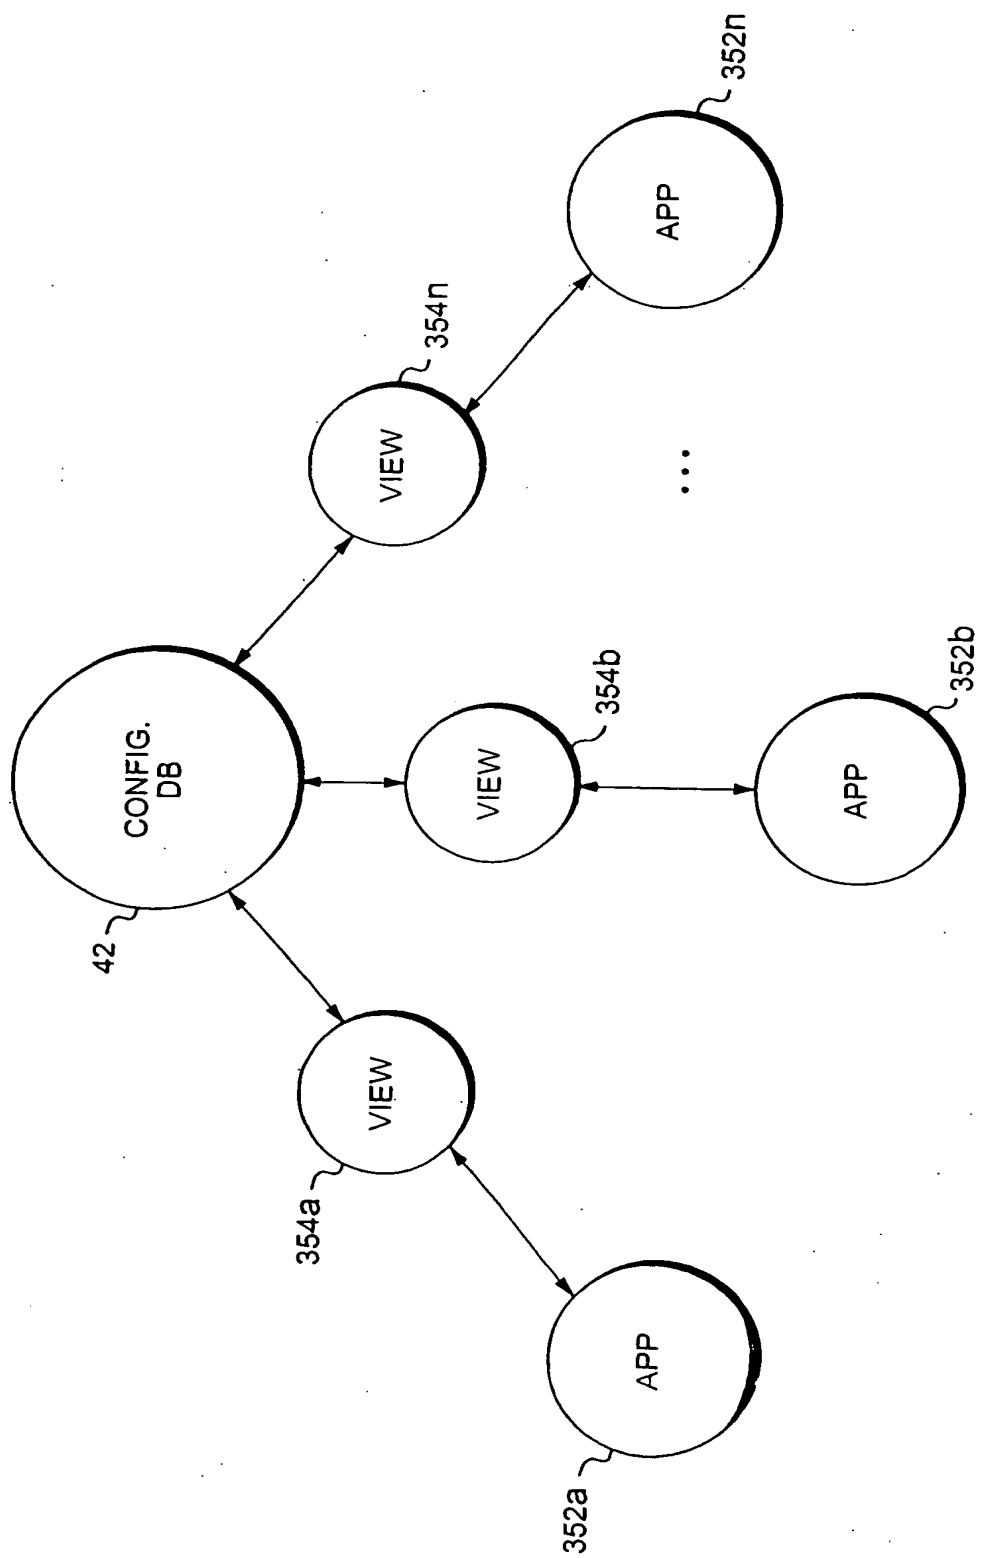 CONFIG.
DB
42
VIEW
354a
VIEW
354b
VIEW
354n
APP
352a
APP
352b
...
APP
352n